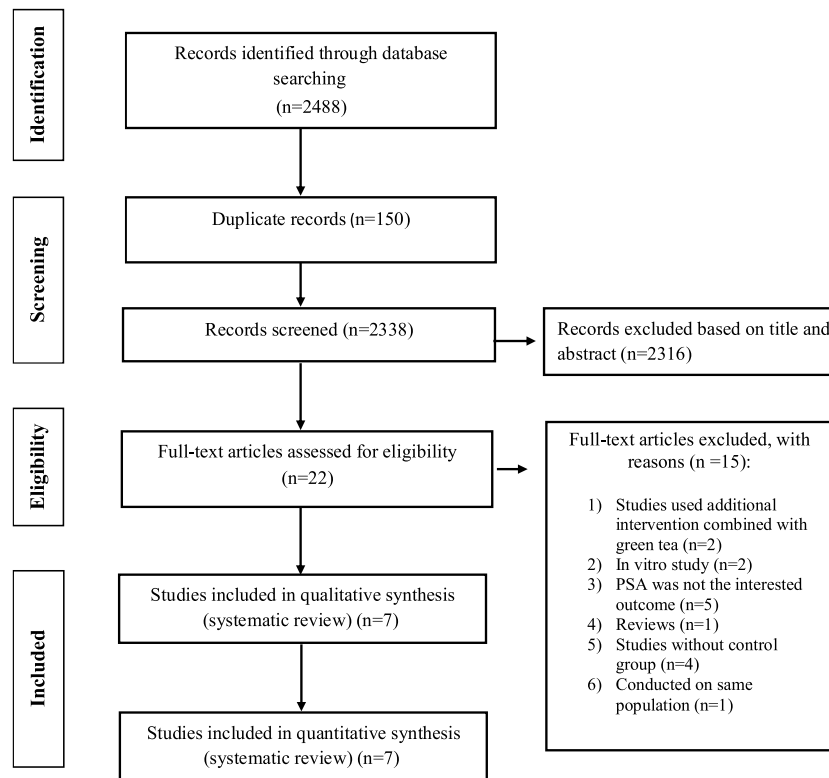 Identification
Records identified through database
searching
(n=2488)
Screening
Duplicate records (n=150)
Records screened (n=2338)
Records excluded based on title and
abstract (n=2316)
Eligibility
Full-text articles assessed for eligibility
(n=22)
Full-text articles excluded, with
reasons (n =15):
1) Studies used additional
intervention combined with
green tea (n=2)
2) In vitro study (n=2)
3) PSA was not the interested
outcome (n=5)
4) Reviews (n=1)
5) Studies without control
group (n=4)
6) Conducted on same
population (n=1)
Included
Studies included in qualitative synthesis
(systematic review) (n=7)
Studies included in quantitative synthesis
(systematic review) (n=7)